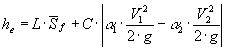 h_e = L · S̄_f + C · | α_1 · V_1^2 / (2 · g) − α_2 · V_2^2 / (2 · g) |